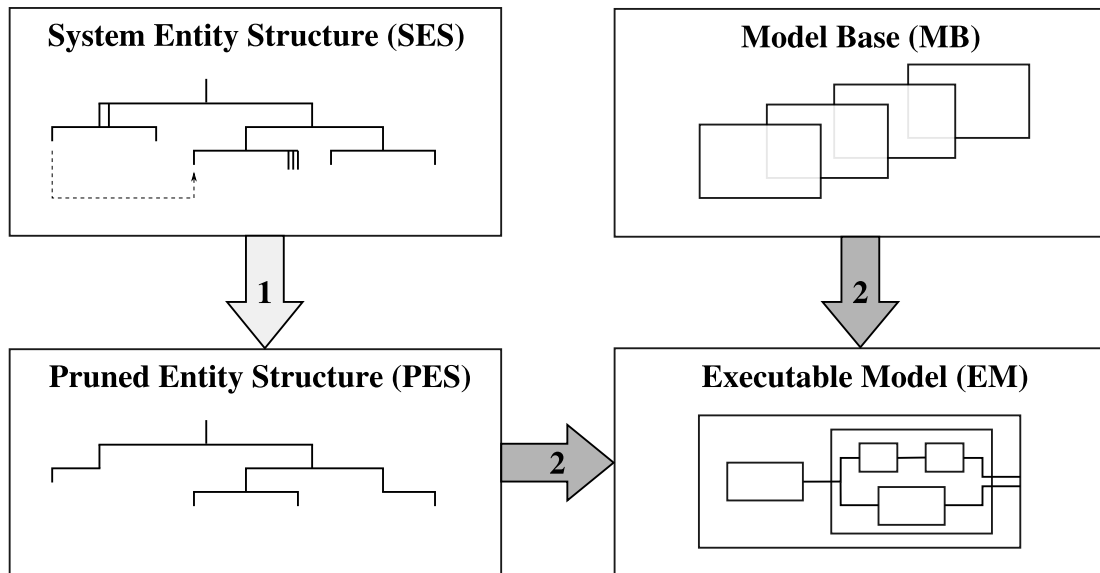 System Entity Structure (SES)
Model Base (MB)
1
2
Pruned Entity Structure (PES)
Executable Model (EM)
2